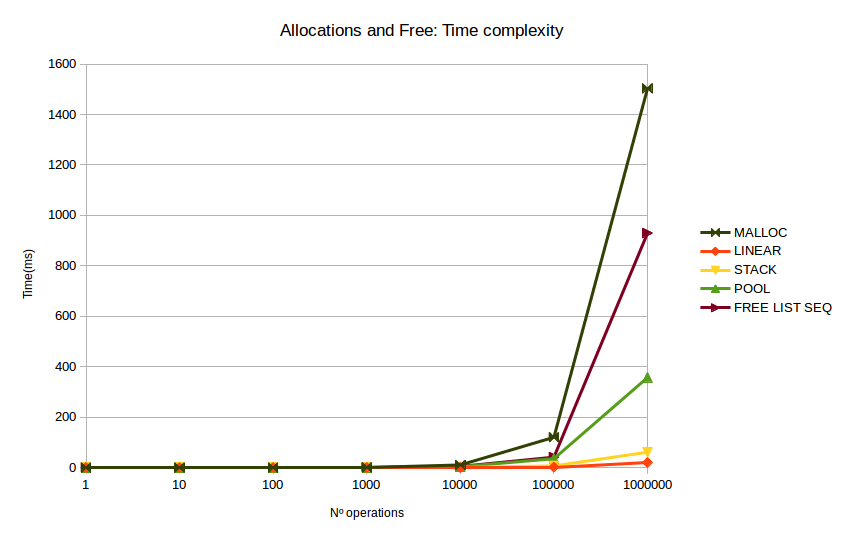 Allocations and Free: Time complexity
1600
1400
1200
1000
800
600
400
200
0
Time(ms)
1 10 100 1000 10000 100000 1000000
Nº operations
MALLOC
LINEAR
STACK
POOL
FREE LIST SEQ